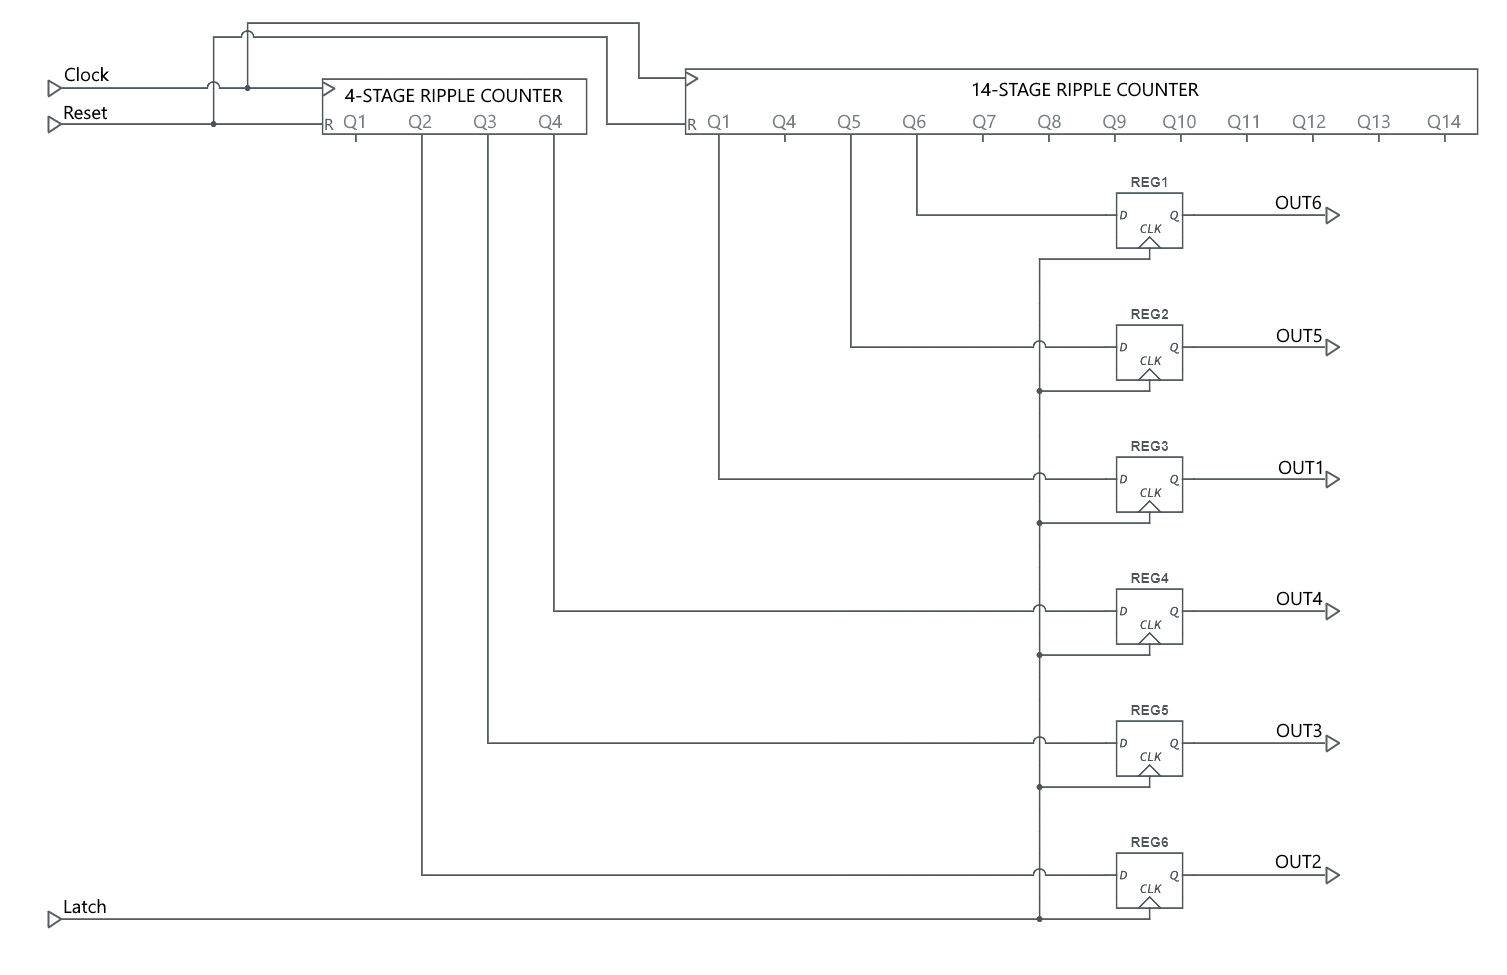 Clock
Reset
4-STAGE RIPPLE COUNTER
R Q1 Q2 Q3 Q4
14-STAGE RIPPLE COUNTER
R Q1 Q4 Q5 Q6 Q7 Q8 Q9 Q10 Q11 Q12 Q13 Q14
REG1
D Q
CLK
OUT6
REG2
D Q
CLK
OUT5
REG3
D Q
CLK
OUT1
REG4
D Q
CLK
OUT4
REG5
D Q
CLK
OUT3
REG6
D Q
CLK
OUT2
Latch